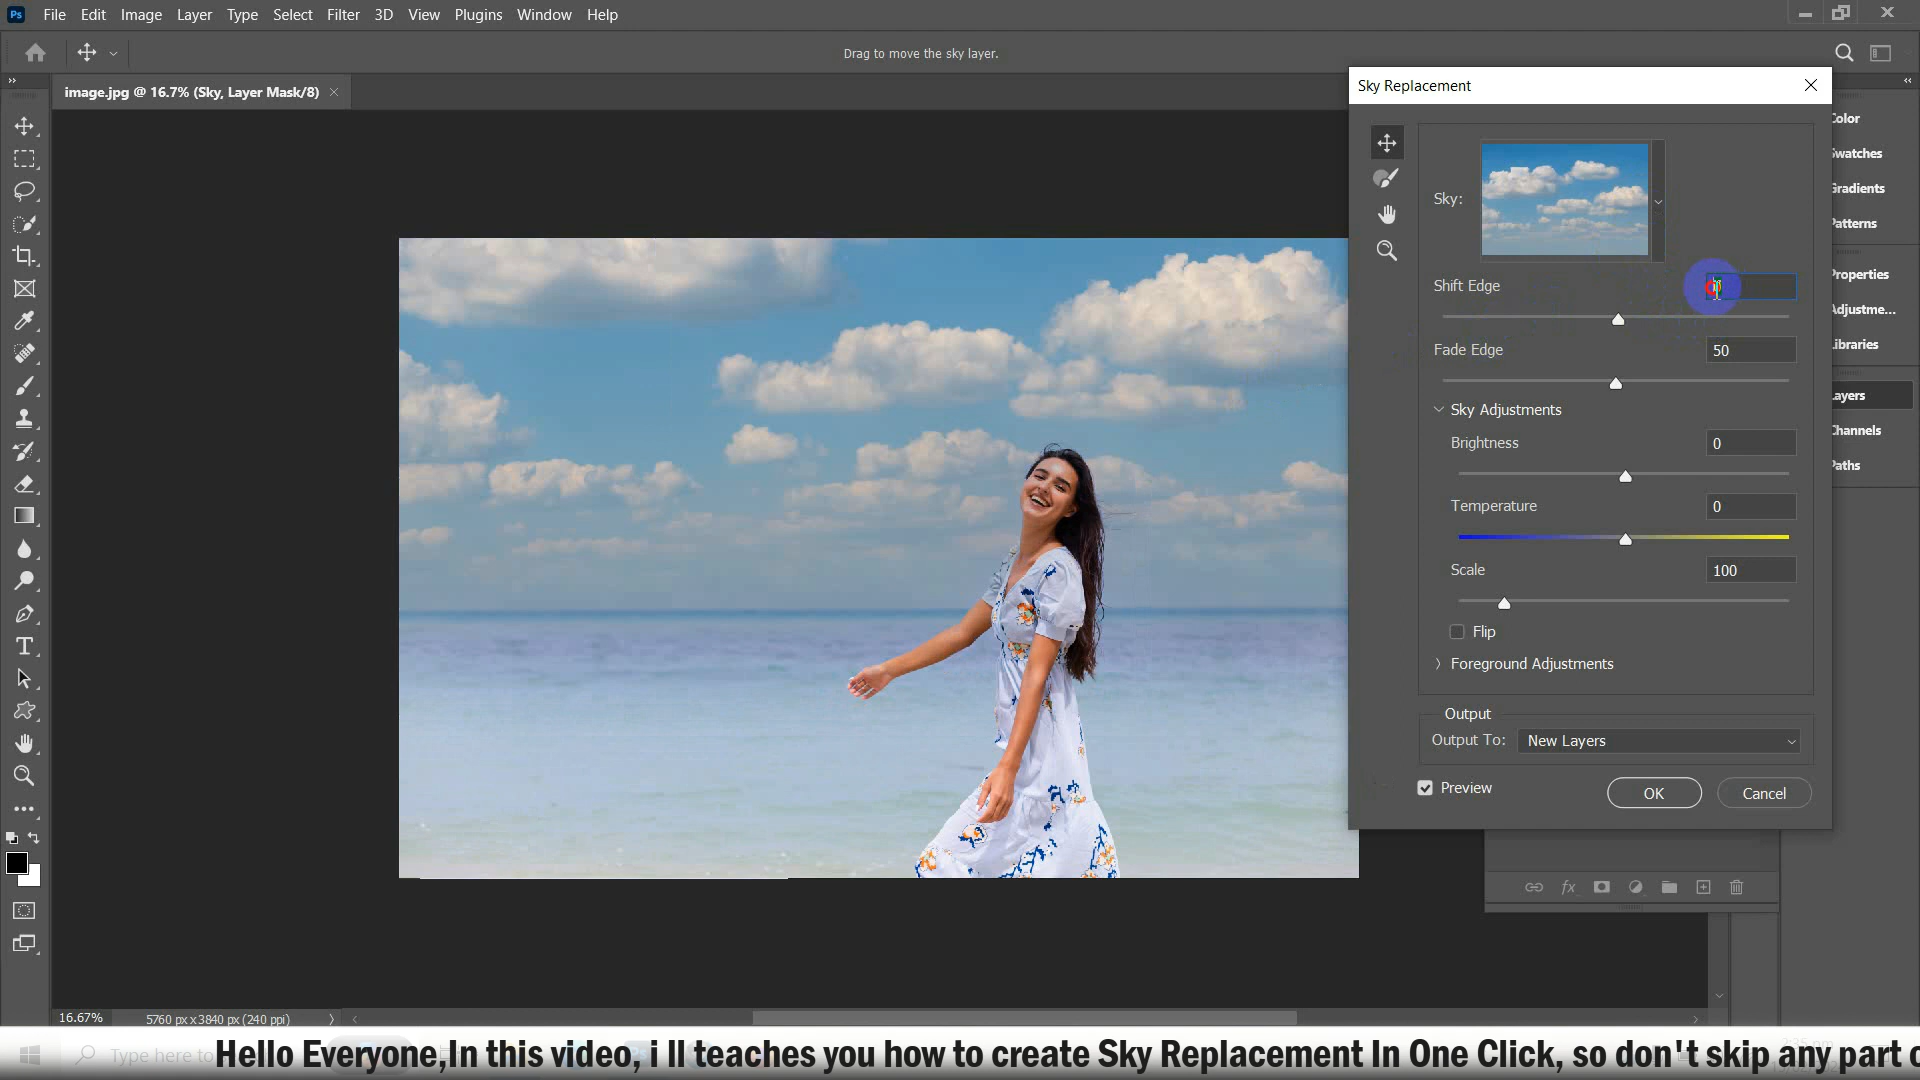 Ps File Edit Image Layer Type Select Filter 3D View Plugins Window Help
Drag to move the sky layer.
image.jpg @ 16.7% (Sky, Layer Mask/8)
Sky Replacement
Sky:
Shift Edge
Fade Edge 50
Sky Adjustments
Brightness 0
Temperature 0
Scale 100
Flip
Foreground Adjustments
Output
Output To: New Layers
Preview OK Cancel
Color
Swatches
Gradients
Patterns
Properties
Adjustme...
Libraries
Layers
Channels
Paths
fx
16.67% 5760 px x 3840 px (240 ppi)
Type here to
Hello Everyone,In this video, i ll teaches you how to create Sky Replacement In One Click, so don't skip any part